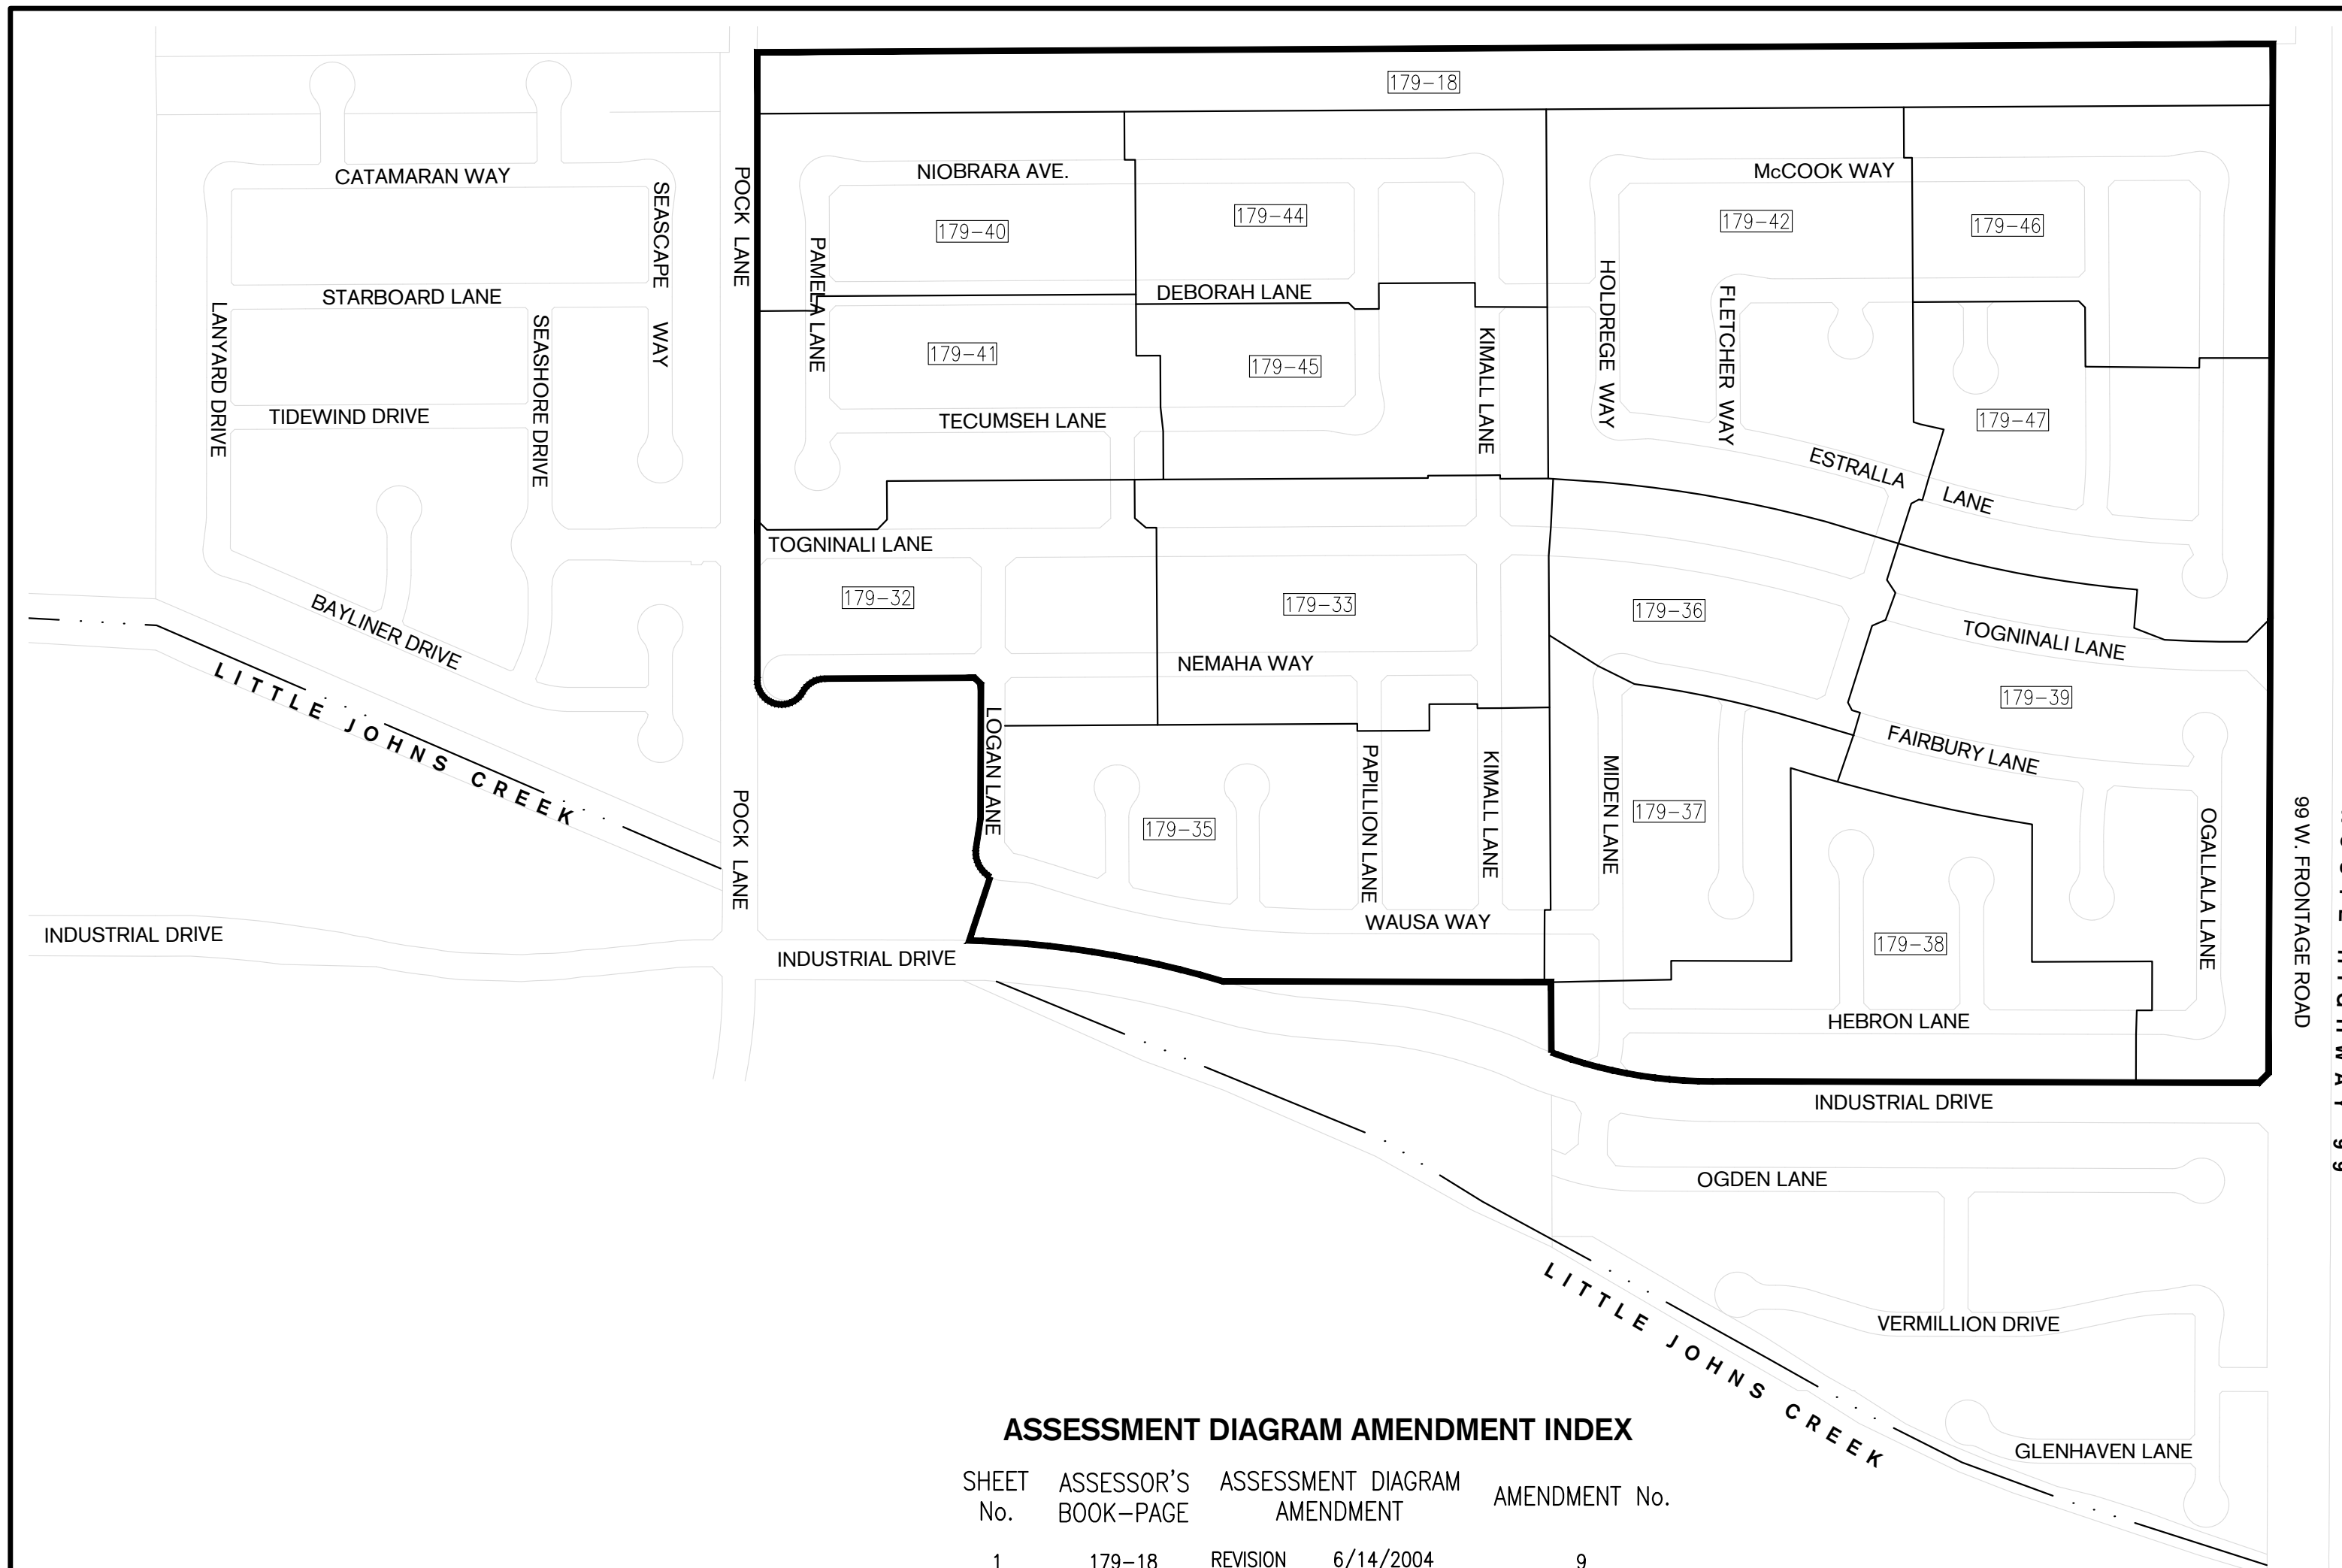 179-18
CATAMARAN WAY
SEASCAPE WAY
POCK LANE
NIOBRARA AVE.
McCOOK WAY
179-40
179-44
179-42
179-46
PAMELA LANE
STARBOARD LANE
DEBORAH LANE
HOLDREGE WAY
FLETCHER WAY
LANYARD DRIVE
SEASHORE DRIVE
179-41
179-45
KIMALL LANE
TIDEWIND DRIVE
TECUMSEH LANE
179-47
ESTRALLA LANE
TOGNINALI LANE
179-32
179-33
179-36
BAYLINER DRIVE
TOGNINALI LANE
NEMAHA WAY
179-39
LITTLE JOHNS CREEK
LOGAN LANE
FAIRBURY LANE
POCK LANE
PAPILLION LANE
KIMALL LANE
MIDEN LANE
179-35
179-37
OGALLALA LANE
99 W. FRONTAGE ROAD
HIGHWAY 99
INDUSTRIAL DRIVE
WAUSA WAY
179-38
INDUSTRIAL DRIVE
HEBRON LANE
INDUSTRIAL DRIVE
OGDEN LANE
LITTLE JOHNS CREEK
VERMILLION DRIVE
GLENHAVEN LANE
ASSESSMENT DIAGRAM AMENDMENT INDEX
SHEET No. ASSESSOR'S BOOK-PAGE ASSESSMENT DIAGRAM AMENDMENT AMENDMENT No.
1 179-18 REVISION 6/14/2004 9